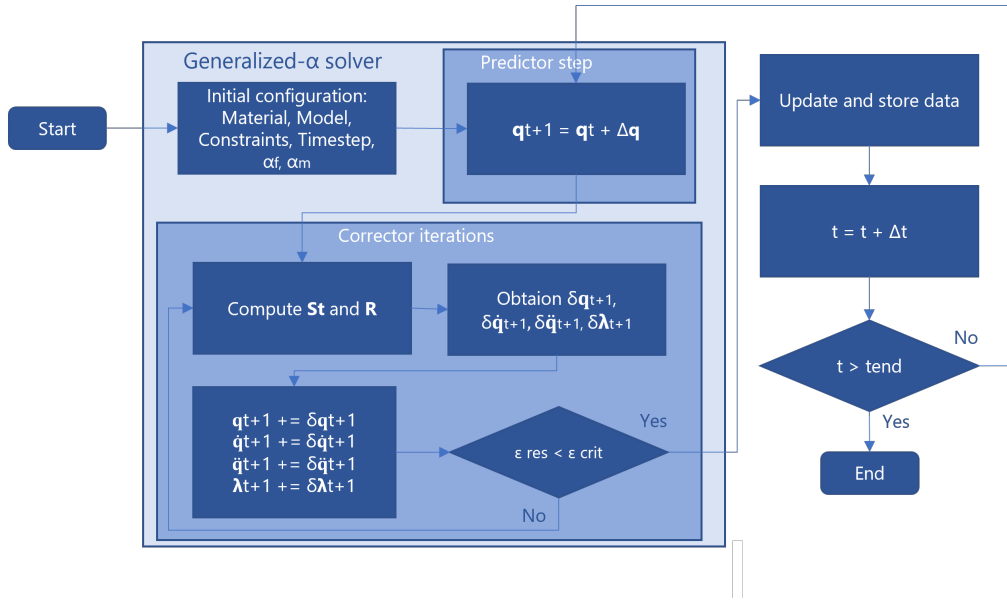 Start
Generalized-α solver
Initial configuration:
Material, Model,
Constraints, Timestep,
αf, αm
Predictor step
qt+1 = qt + Δq
Corrector iterations
Compute St and R
Obtaion δqt+1,
δq̇t+1, δq̈t+1, δλt+1
qt+1 += δqt+1
q̇t+1 += δq̇t+1
q̈t+1 += δq̈t+1
λt+1 += δλt+1
ε res < ε crit
Yes
No
Update and store data
t = t + Δt
t > tend
No
Yes
End